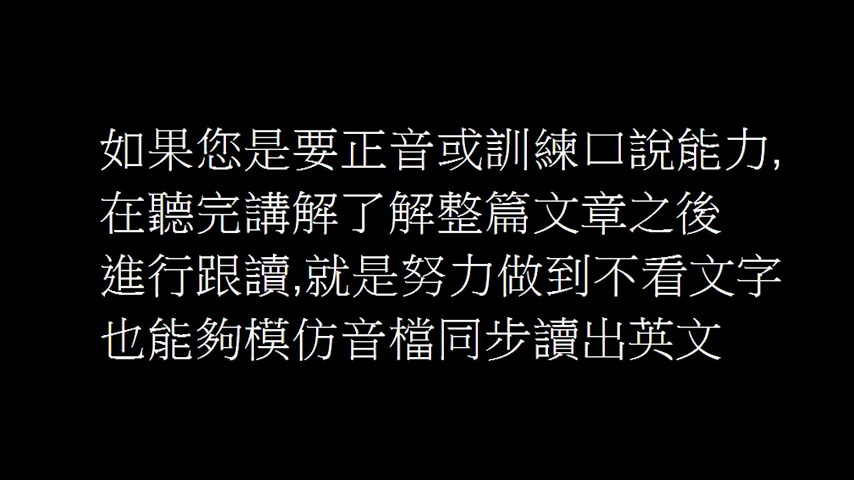 如果您是要正音或訓練口說能力,
在聽完講解了解整篇文章之後
進行跟讀,就是努力做到不看文字
也能夠模仿音檔同步讀出英文